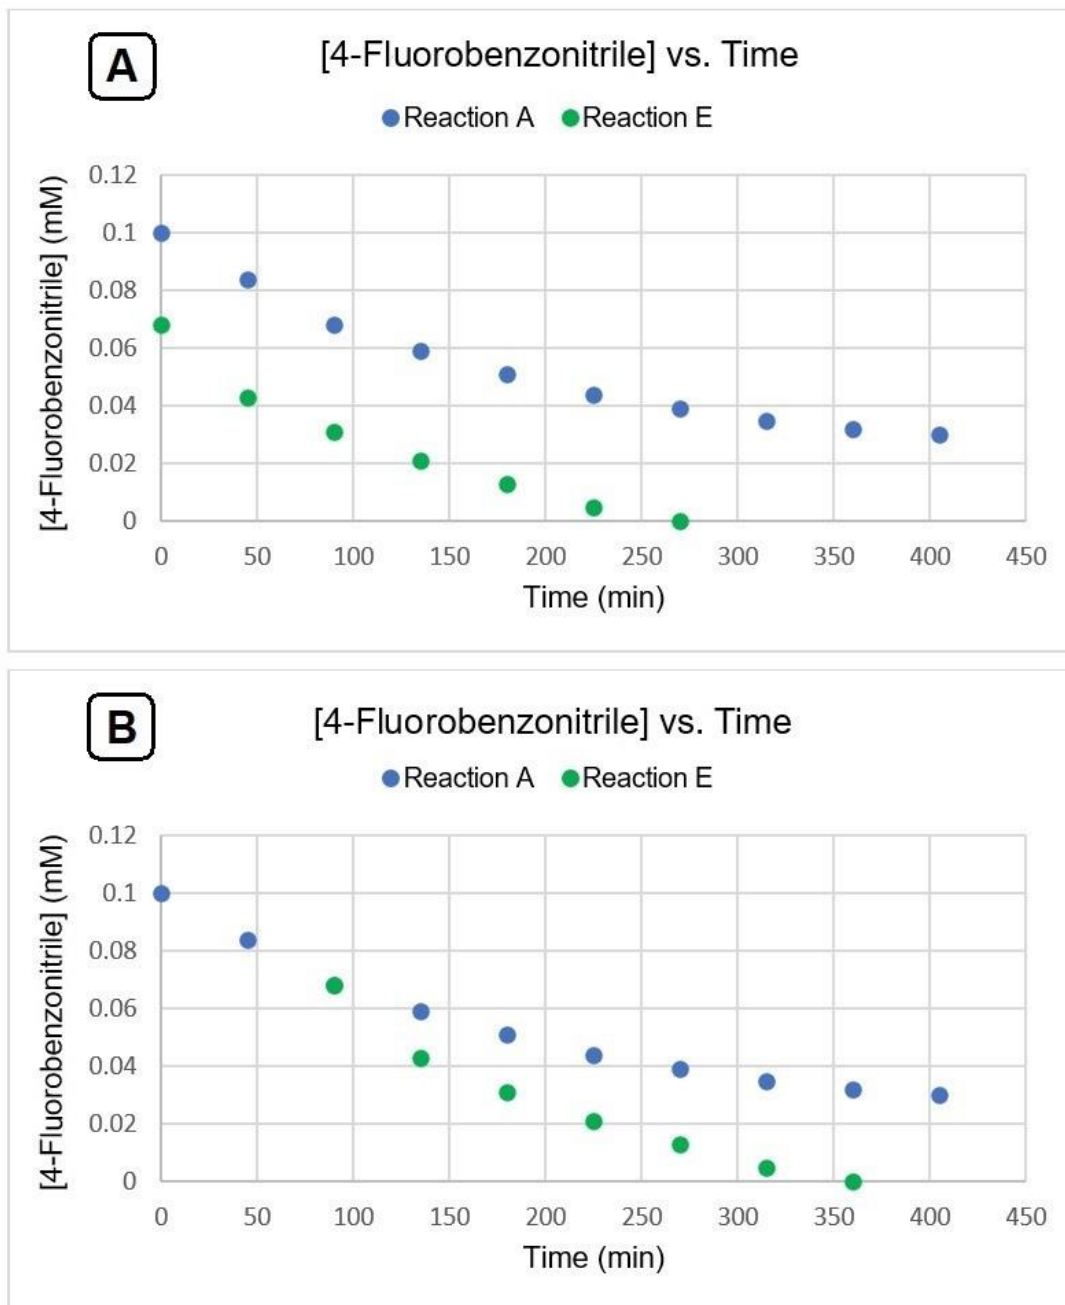 A
[4-Fluorobenzonitrile] vs. Time
Reaction A Reaction E
[4-Fluorobenzonitrile] (mM)
0.12
0.1
0.08
0.06
0.04
0.02
0
0 50 100 150 200 250 300 350 400 450
Time (min)
B
[4-Fluorobenzonitrile] vs. Time
Reaction A Reaction E
[4-Fluorobenzonitrile] (mM)
0.12
0.1
0.08
0.06
0.04
0.02
0
0 50 100 150 200 250 300 350 400 450
Time (min)